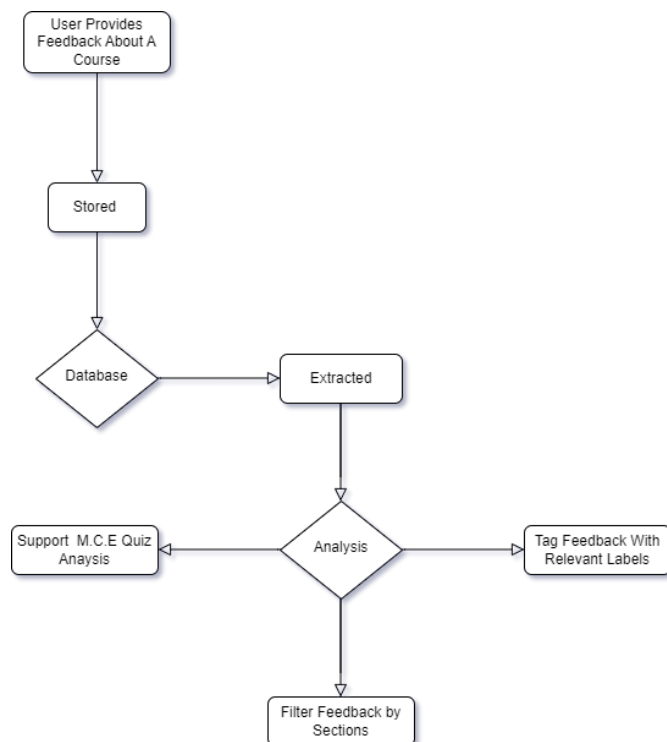 User Provides
Feedback About A
Course
Stored
Database
Extracted
Analysis
Support M.C.E Quiz
Anaysis
Tag Feedback With
Relevant Labels
Filter Feedback by
Sections